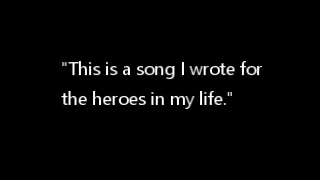 "This is a song I wrote for
the heroes in my life."